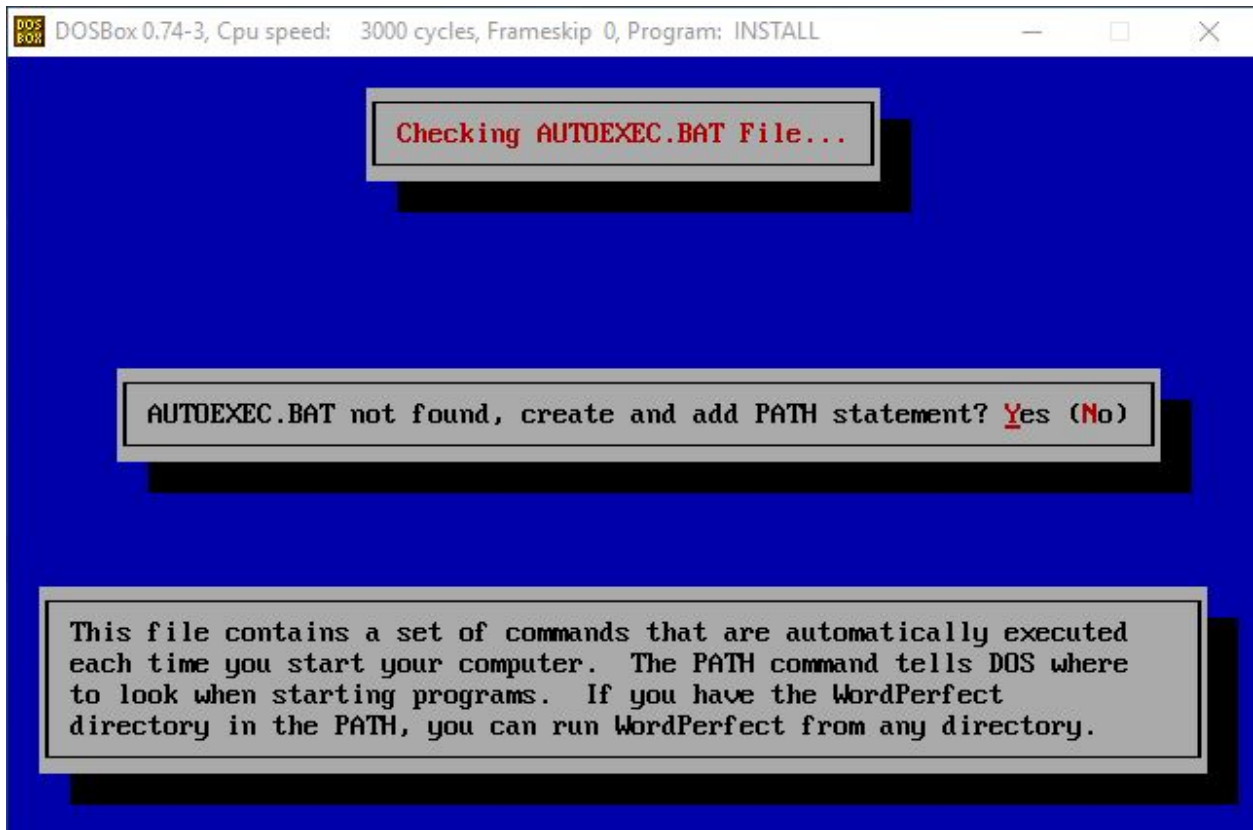 DOS BOX
DOSBox 0.74-3, Cpu speed: 3000 cycles, Frameskip 0, Program: INSTALL
Checking AUTOEXEC.BAT File...
AUTOEXEC.BAT not found, create and add PATH statement? Yes (No)
This file contains a set of commands that are automatically executed
each time you start your computer. The PATH command tells DOS where
to look when starting programs. If you have the WordPerfect
directory in the PATH, you can run WordPerfect from any directory.